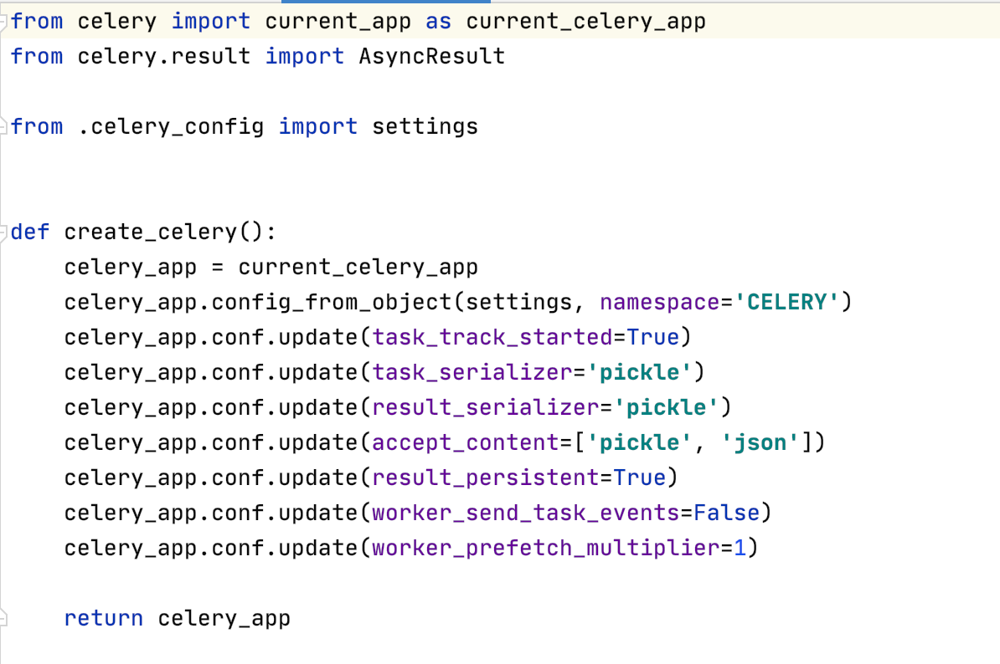 from celery import current_app as current_celery_app
from celery.result import AsyncResult
from .celery_config import settings
def create_celery():
    celery_app = current_celery_app
    celery_app.config_from_object(settings, namespace='CELERY')
    celery_app.conf.update(task_track_started=True)
    celery_app.conf.update(task_serializer='pickle')
    celery_app.conf.update(result_serializer='pickle')
    celery_app.conf.update(accept_content=['pickle', 'json'])
    celery_app.conf.update(result_persistent=True)
    celery_app.conf.update(worker_send_task_events=False)
    celery_app.conf.update(worker_prefetch_multiplier=1)
    return celery_app